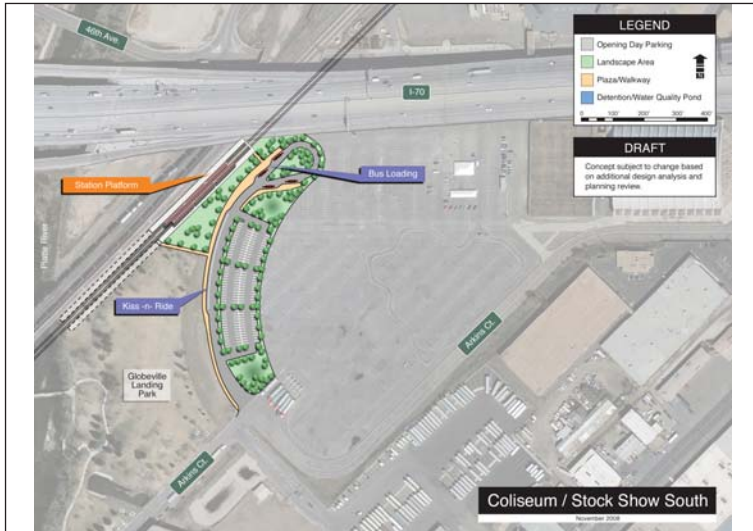 46th Ave.
I-70
LEGEND
Opening Day Parking
Landscape Area
Plaza/Walkway
Detention/Water Quality Pond
0 100' 200' 300' 400'
DRAFT
Concept subject to change based
on additional design analysis and
planning review.
Station Platform
Bus Loading
Platte River
Kiss -n- Ride
Globeville
Landing
Park
Arkins Ct.
Arkins Ct.
Coliseum / Stock Show South
November 2008